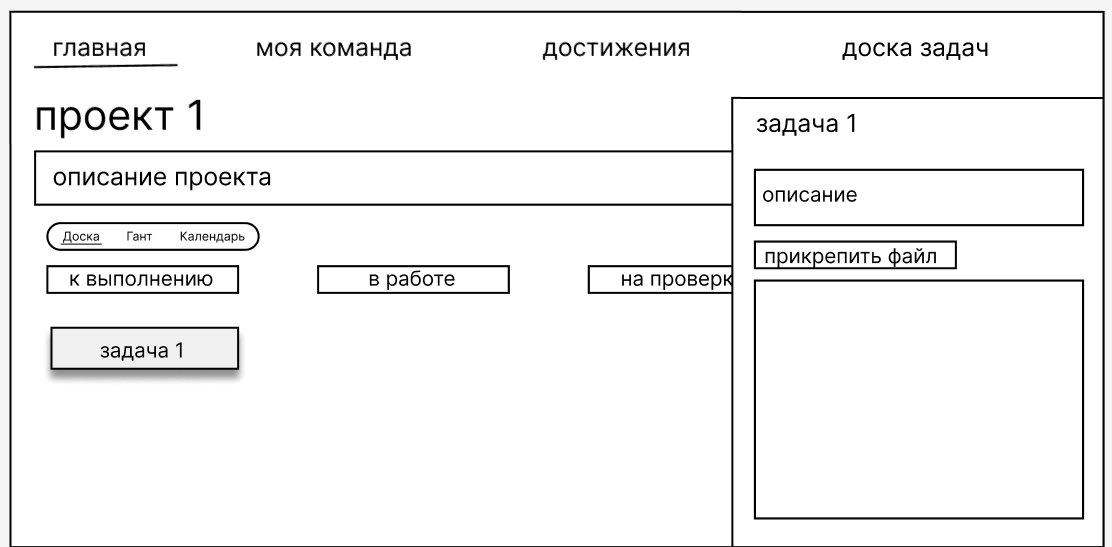 главная
моя команда
достижения
доска задач
проект 1
описание проекта
Доска
Гант
Календарь
к выполнению
в работе
на проверк
задача 1
задача 1
описание
прикрепить файл